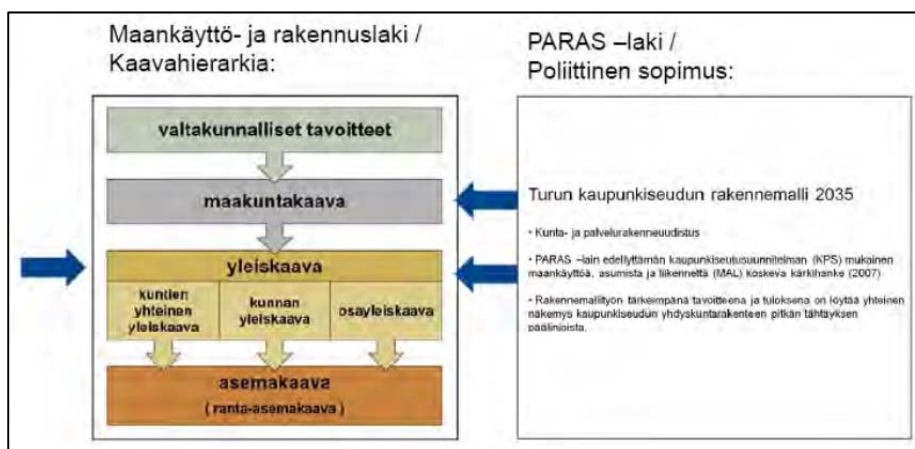 Maankäyttö- ja rakennuslaki /
Kaavahierarkia:
valtakunnalliset tavoitteet
maakuntakaava
yleiskaava
kuntien
yhteinen
yleiskaava
kunnan
yleiskaava
osayleiskaava
asemakaava
( ranta-asemakaava )
PARAS –laki /
Poliittinen sopimus:
Turun kaupunkiseudun rakennemalli 2035
• Kunta- ja palvelurakenneuudistus
• PARAS –lain edellyttämän kaupunkiseutusuunnitelman (KPS) mukainen
maankäyttöä, asumista ja liikennettä (MAL) koskeva kärkihanke (2007)
• Rakennemallityön tärkeimpänä tavoitteena ja tuloksena on löytää yhteinen
näkemys kaupunkiseudun yhdyskuntarakenteen pitkän tähtäyksen
päälinjoista.